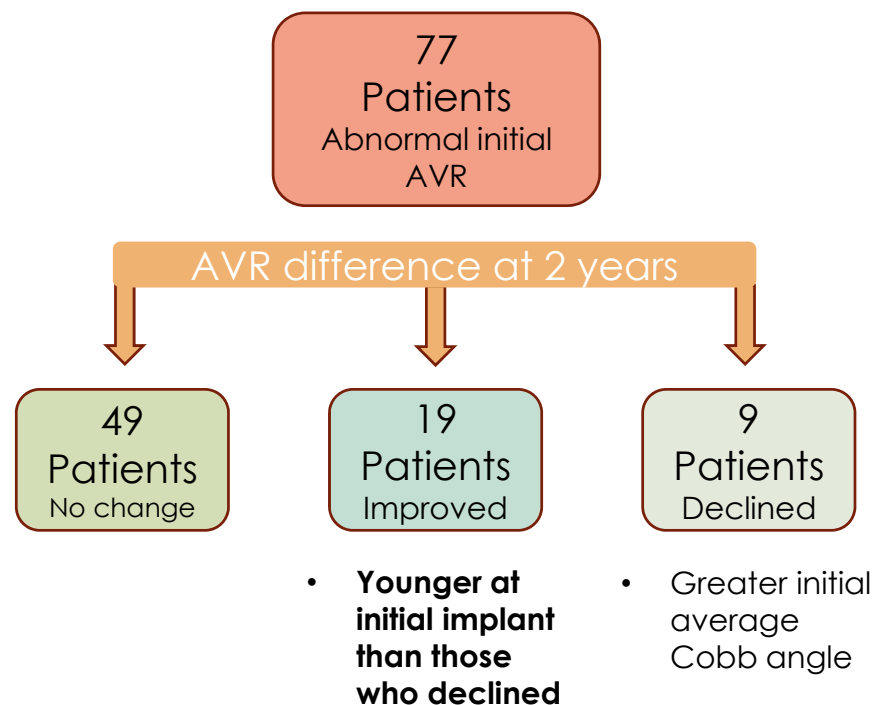 77
Patients
Abnormal initial
AVR
AVR difference at 2 years
49
Patients
No change
19
Patients
Improved
9
Patients
Declined
• Younger at
initial implant
than those
who declined
• Greater initial
average
Cobb angle